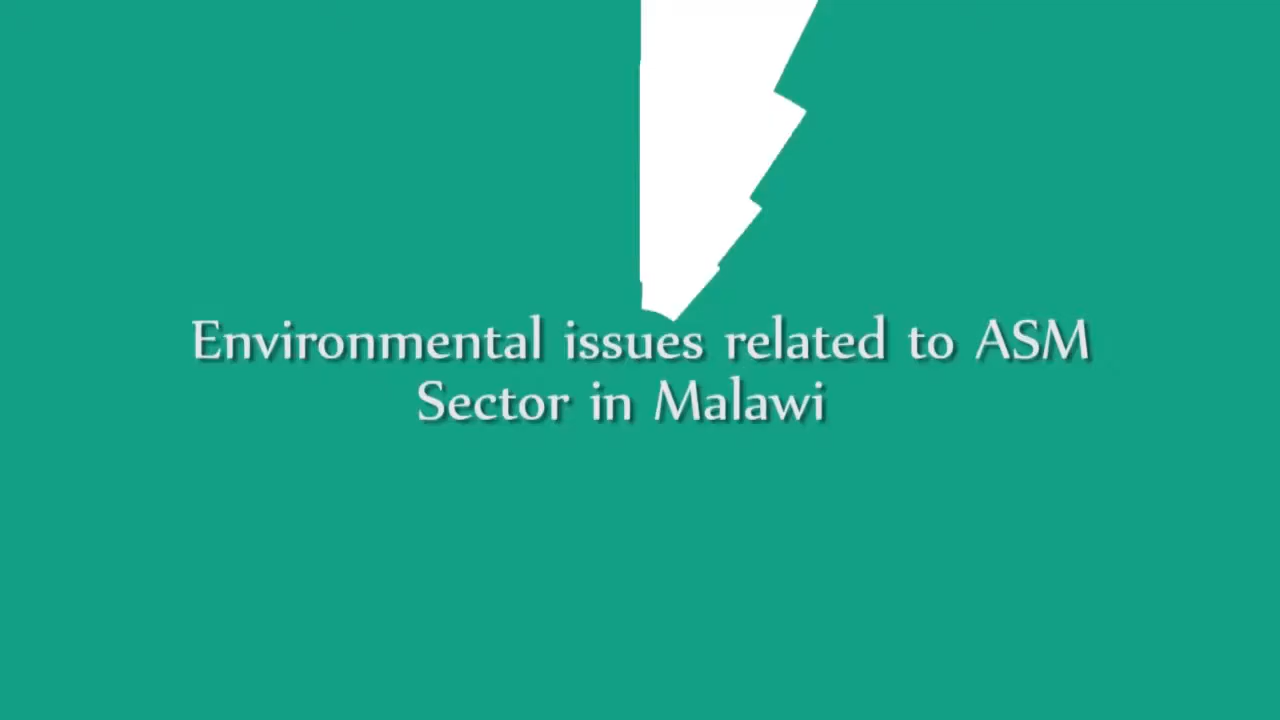 Environmental issues related to ASM
Sector in Malawi